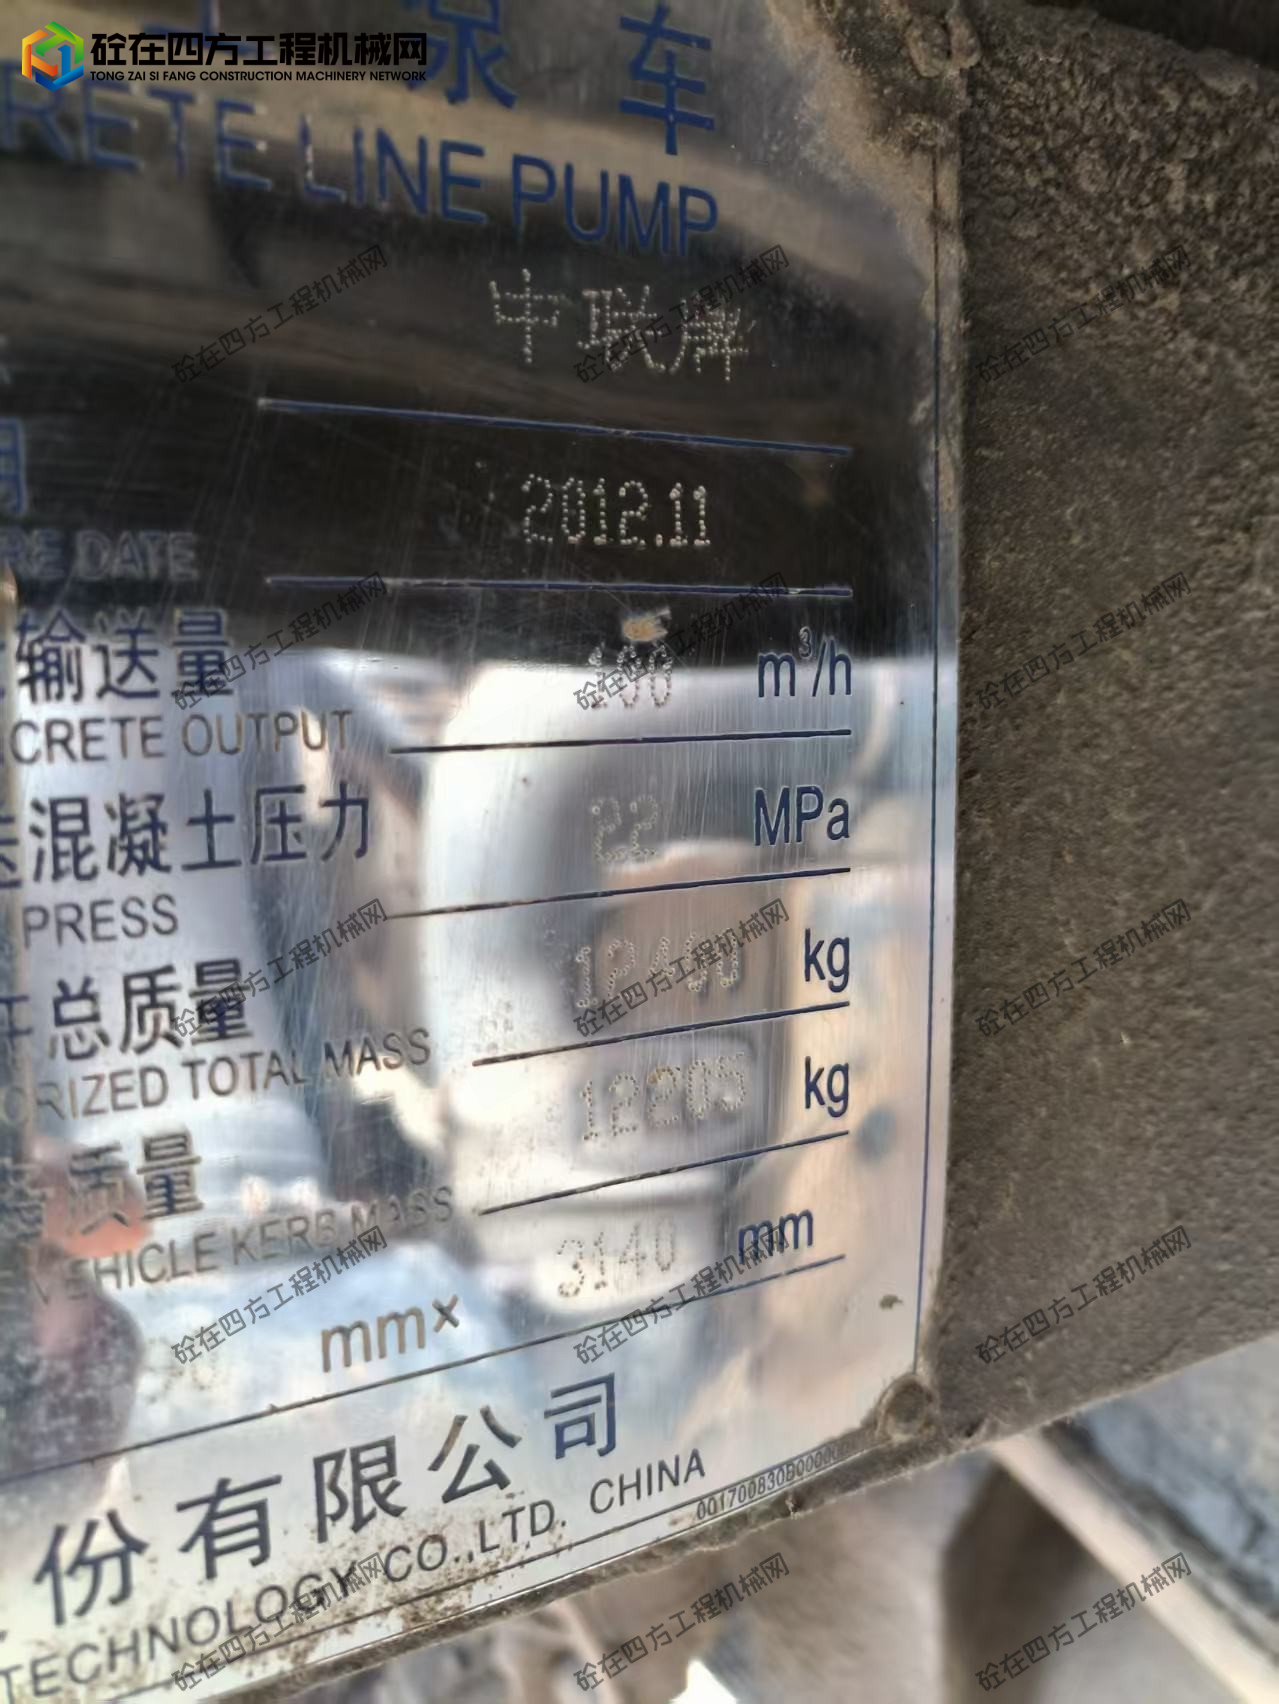 砼在四方工程机械网
TONG ZAI SI FANG CONSTRUCTION MACHINERY NETWORK
泵 车
RETE LINE PUMP
中联牌
2012.11
RE DATE
输送量
100 m³/h
CRETE OUTPUT
混凝土压力
22 MPa
PRESS
总质量
kg
ORIZED TOTAL MASS
12205 kg
质量
VEHICLE KERB MASS
mm× 3140 mm
份有限公司
TECHNOLOGY CO.,LTD. CHINA